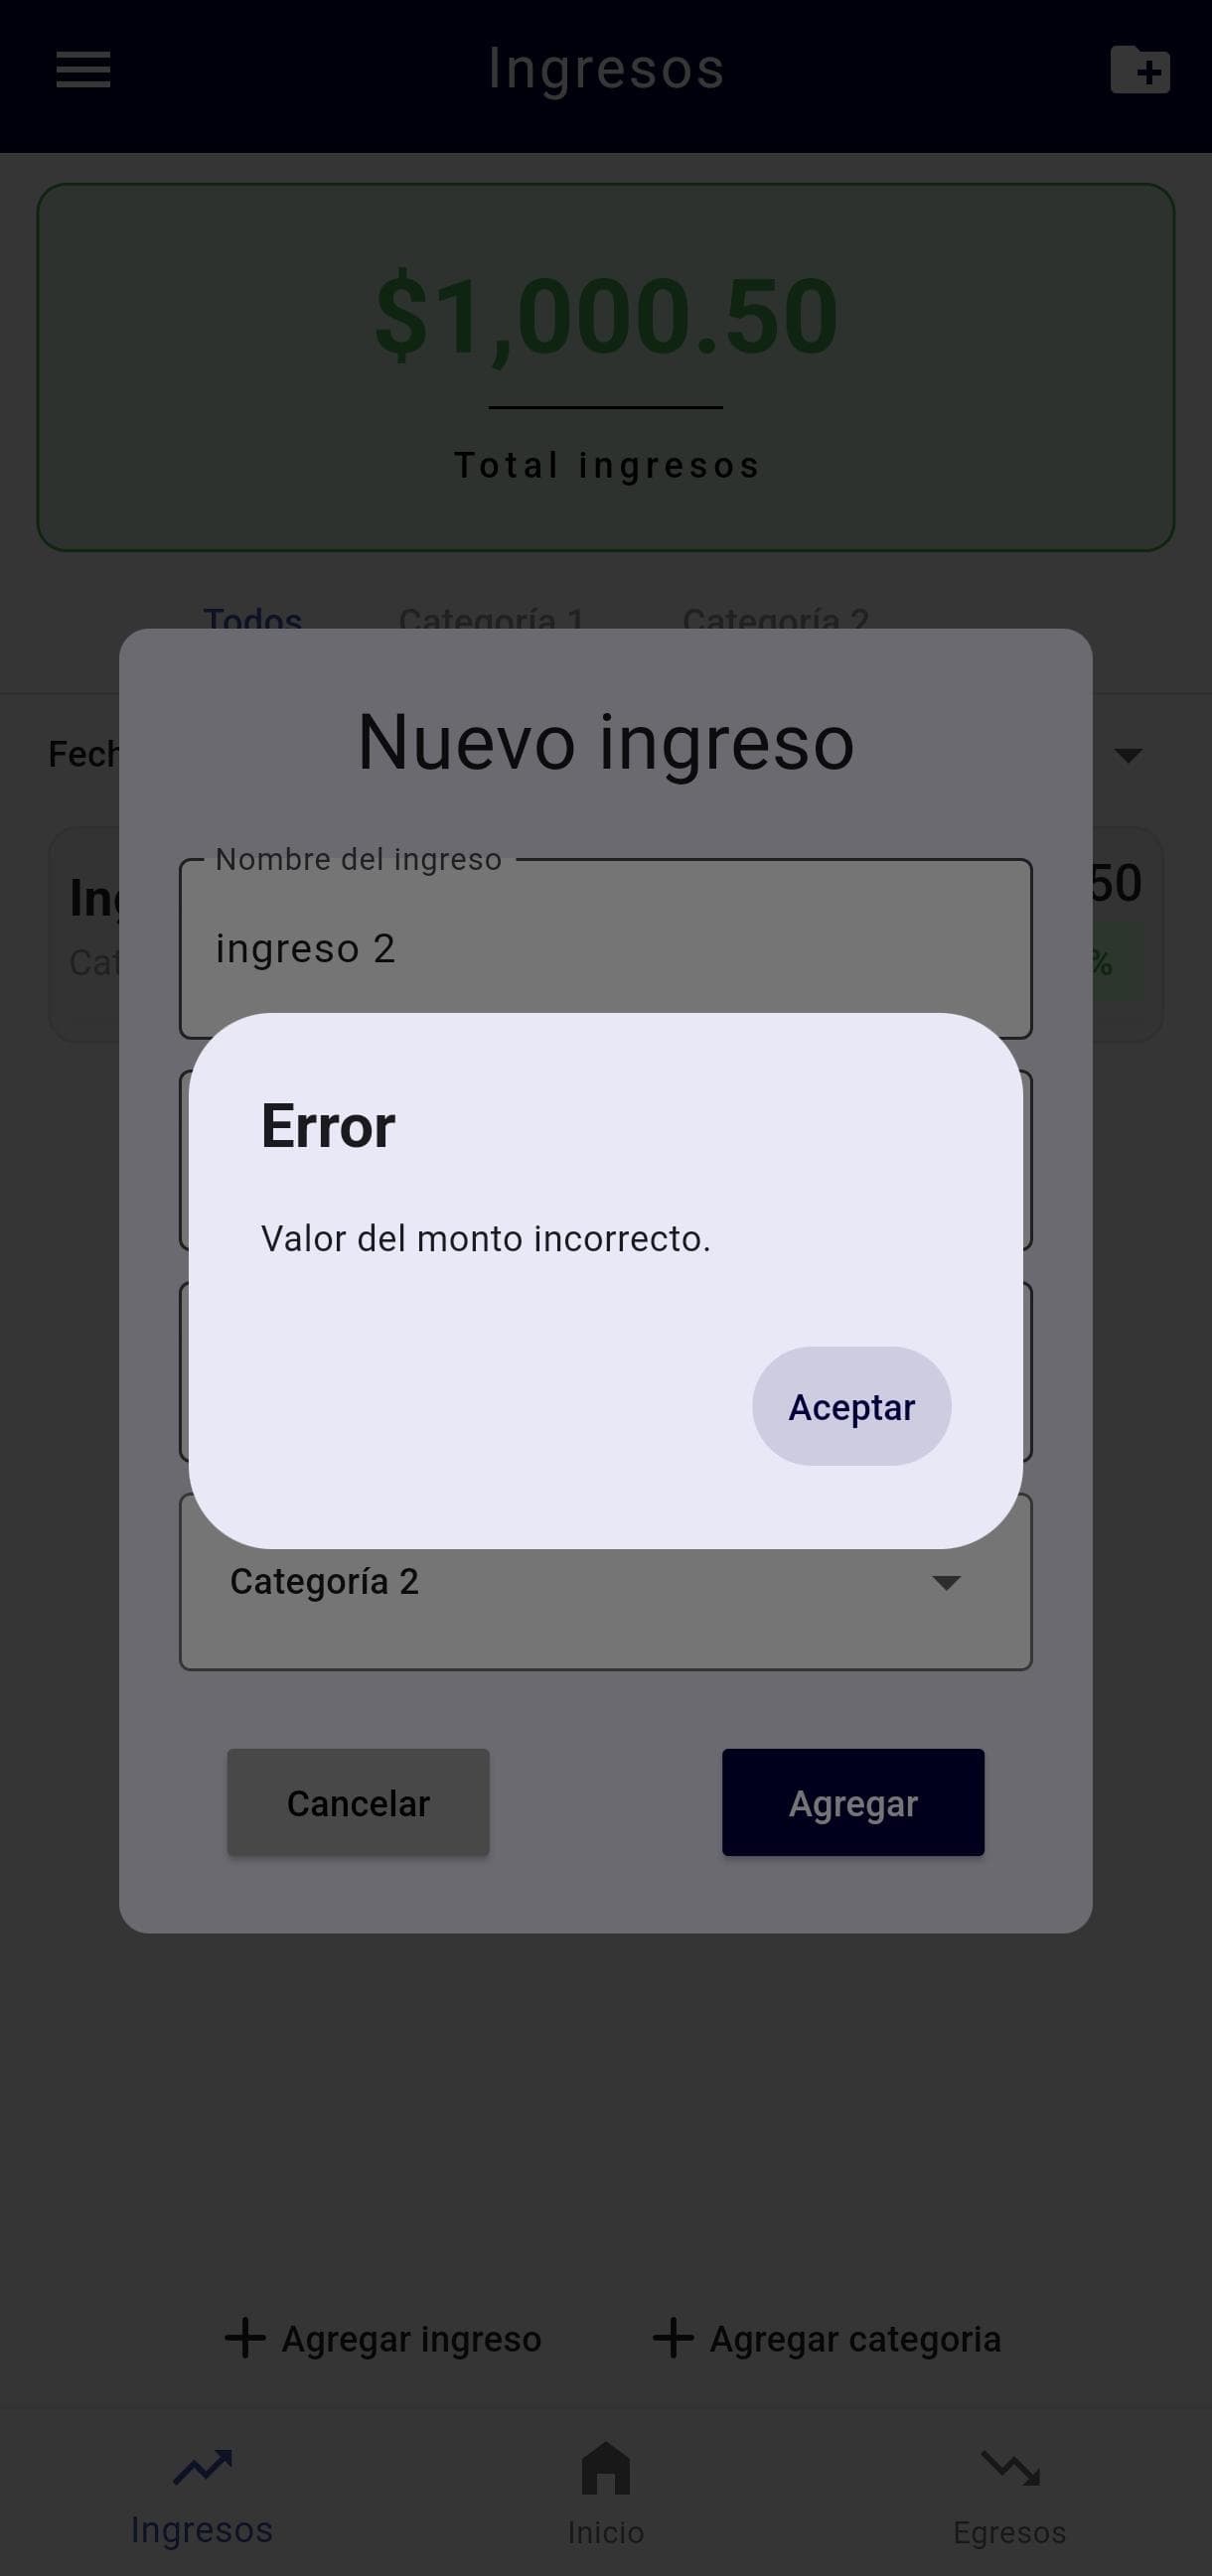 Ingresos
$1,000.50
Total ingresos
Todos Categoría 1 Categoría 2
Nuevo ingreso
Fech
Nombre del ingreso
Ing 50
ingreso 2
Cat %
Error
Valor del monto incorrecto.
Aceptar
Categoría 2
Cancelar Agregar
Agregar ingreso Agregar categoria
Ingresos Inicio Egresos